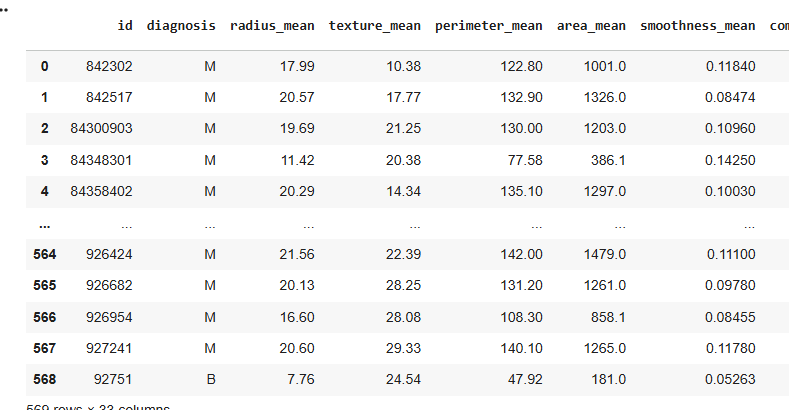 id diagnosis radius_mean texture_mean perimeter_mean area_mean smoothness_mean
0 842302 M 17.99 10.38 122.80 1001.0 0.11840
1 842517 M 20.57 17.77 132.90 1326.0 0.08474
2 84300903 M 19.69 21.25 130.00 1203.0 0.10960
3 84348301 M 11.42 20.38 77.58 386.1 0.14250
4 84358402 M 20.29 14.34 135.10 1297.0 0.10030
... ... ... ... ... ... ... ...
564 926424 M 21.56 22.39 142.00 1479.0 0.11100
565 926682 M 20.13 28.25 131.20 1261.0 0.09780
566 926954 M 16.60 28.08 108.30 858.1 0.08455
567 927241 M 20.60 29.33 140.10 1265.0 0.11780
568 92751 B 7.76 24.54 47.92 181.0 0.05263
569 rows × 33 columns